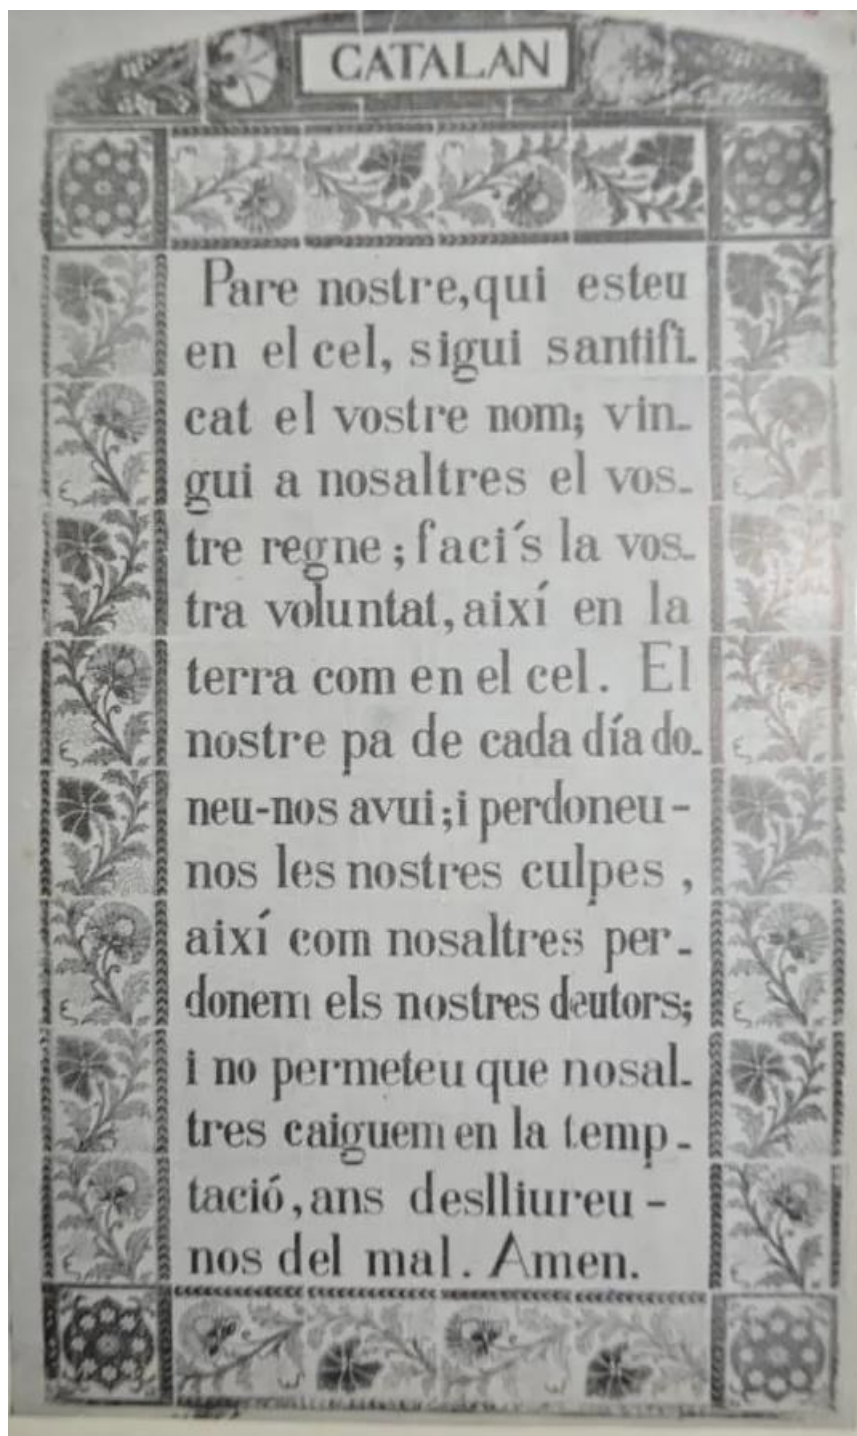 CATALAN
Pare nostre, qui esteu
en el cel, sigui santifi-
cat el vostre nom; vin-
gui a nosaltres el vos-
tre regne; faci´s la vos-
tra voluntat, així en la
terra com en el cel. El
nostre pa de cada día do-
neu-nos avui; i perdoneu-
nos les nostres culpes,
així com nosaltres per-
donem els nostres deutors;
i no permeteu que nosal-
tres caiguem en la temp-
tació, ans deslliureu-
nos del mal. Amen.